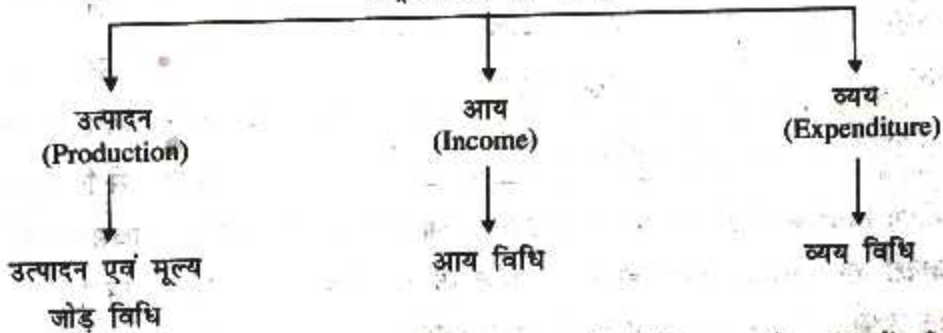 उत्पादन
(Production)
आय
(Income)
व्यय
(Expenditure)
उत्पादन एवं मूल्य
जोड़ विधि
आय विधि
व्यय विधि